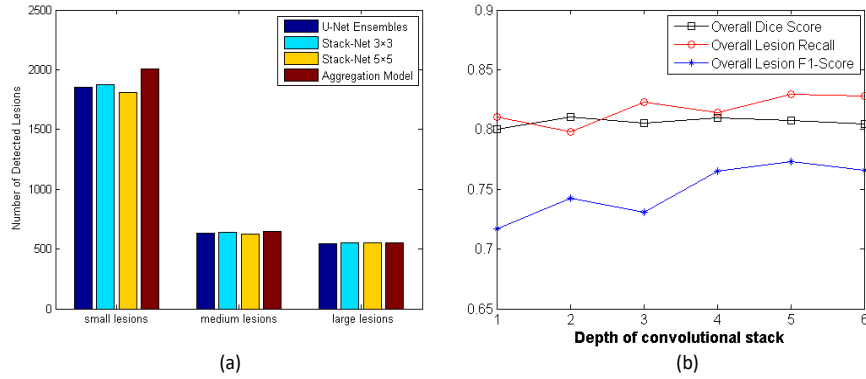 2500
2000
1500
1000
500
0
Number of Detected Lesions
U-Net Ensembles
Stack-Net 3×3
Stack-Net 5×5
Aggregation Model
small lesions
medium lesions
large lesions
(a)
0.9
0.85
0.8
0.75
0.7
0.65
Overall Dice Score
Overall Lesion Recall
Overall Lesion F1-Score
1 2 3 4 5 6
Depth of convolutional stack
(b)